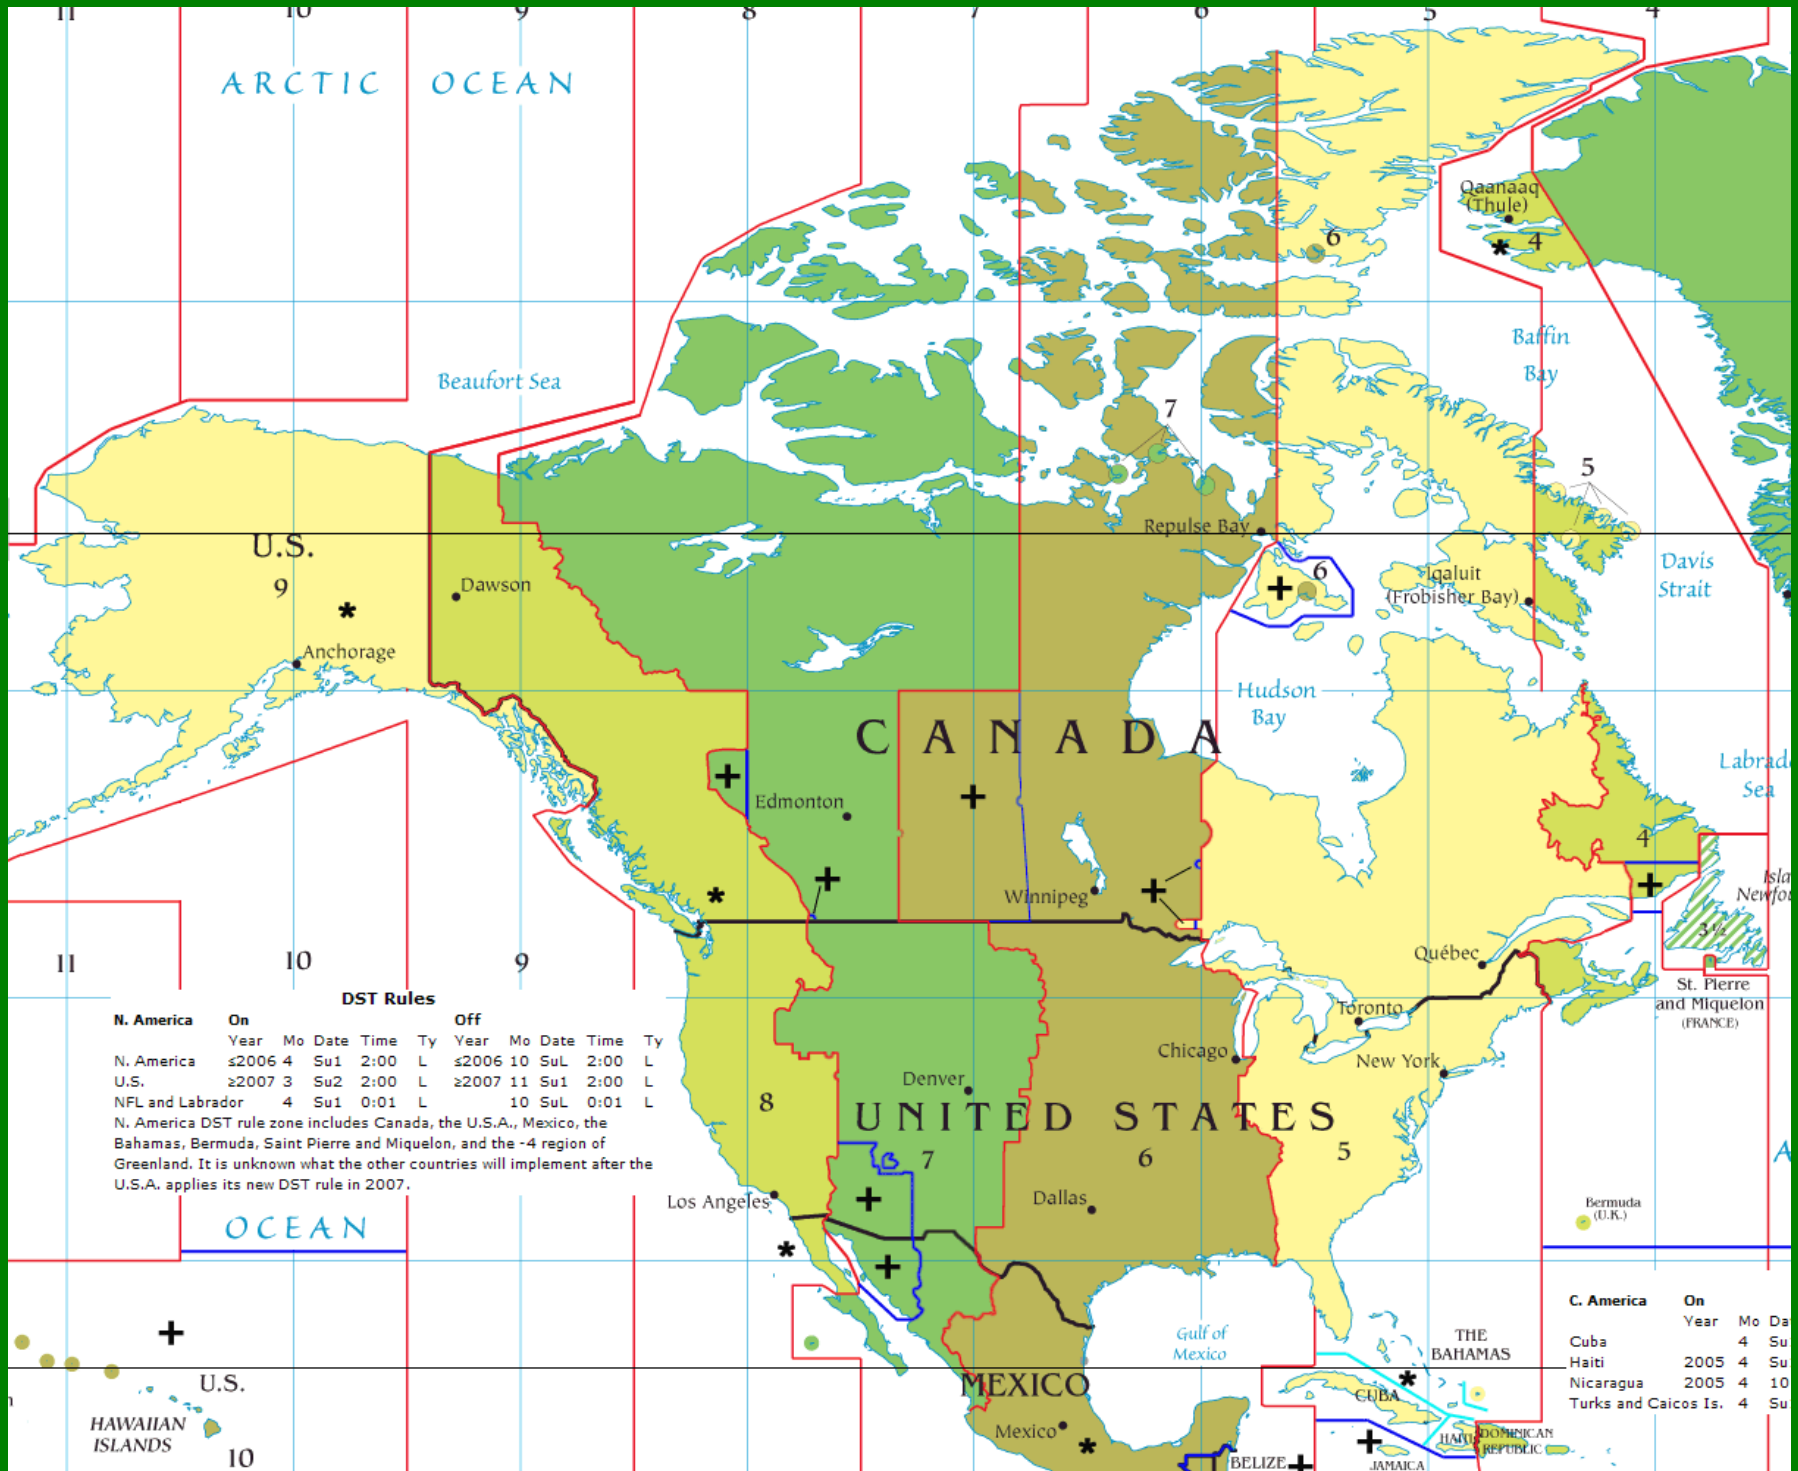 11 10 9 8 7 6 5 4
ARCTIC OCEAN
Qaanaaq
(Thule)
6
* 4
Baffin
Bay
Beaufort Sea
7
5
Repulse Bay
U.S.
9
*
Dawson
+ 6
Iqaluit
(Frobisher Bay)
Davis
Strait
Anchorage
Hudson
Bay
CANADA
+
+
Edmonton
Sea
4
+
*
+
+
+
Winnipeg
3½
Québec
11 10 9
St. Pierre
and Miquelon
(FRANCE)
Toronto
Chicago
New York
DST Rules
N. America On Off
Year Mo Date Time Ty Year Mo Date Time Ty
N. America ≤2006 4 Su1 2:00 L ≤2006 10 SuL 2:00 L
U.S. ≥2007 3 Su2 2:00 L ≥2007 11 Su1 2:00 L
NFL and Labrador 4 Su1 0:01 L 10 SuL 0:01 L
N. America DST rule zone includes Canada, the U.S.A., Mexico, the
Bahamas, Bermuda, Saint Pierre and Miquelon, and the -4 region of
Greenland. It is unknown what the other countries will implement after the
U.S.A. applies its new DST rule in 2007.
Denver
8
UNITED STATES
7 6 5
+
Los Angeles
Dallas
Bermuda
(U.K.)
OCEAN
*
+
+
C. America On
Year Mo
Cuba 4 Su
Haiti 2005 4 Su
Nicaragua 2005 4 10
Turks and Caicos Is. 4 Su
Gulf of
Mexico
THE
BAHAMAS
*
U.S.
MEXICO
CUBA
HAWAIIAN
ISLANDS
10
Mexico
*
+
HAITI
DOMINICAN
REPUBLIC
BELIZE +
JAMAICA